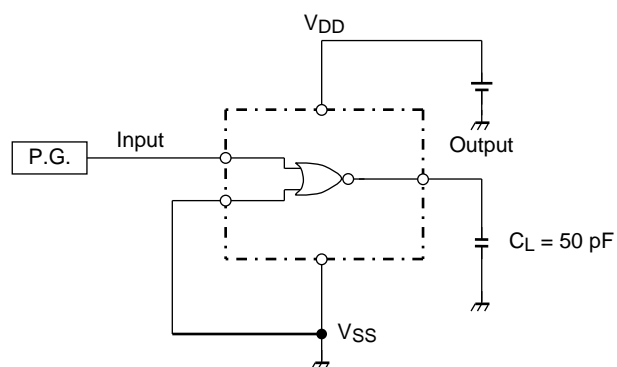 VDD
Input
P.G.
Output
CL = 50 pF
VSS